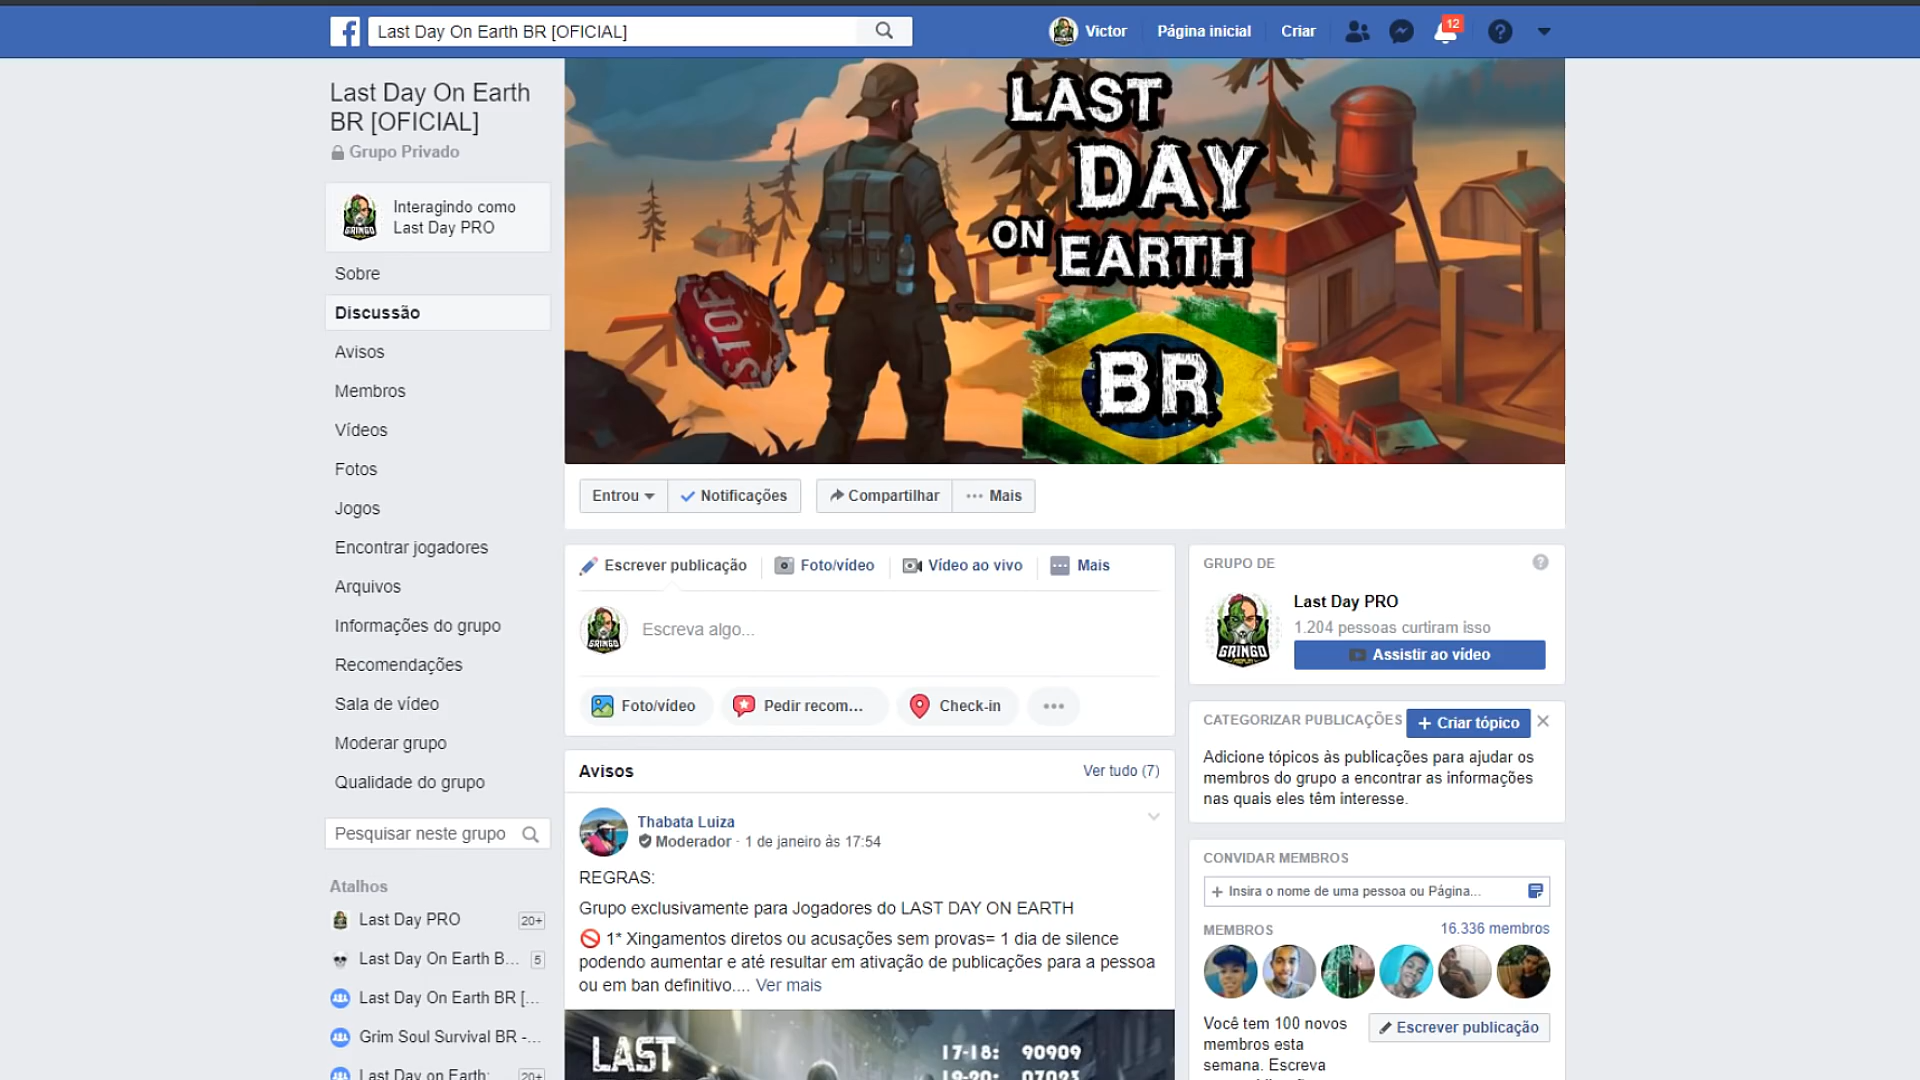 Last Day On Earth BR [OFICIAL]
Victor
Página inicial
Criar
12
Last Day On Earth
BR [OFICIAL]
Grupo Privado
GRINGO
Interagindo como
Last Day PRO
Sobre
Discussão
Avisos
Membros
Vídeos
Fotos
Jogos
Encontrar jogadores
Arquivos
Informações do grupo
Recomendações
Sala de vídeo
Moderar grupo
Qualidade do grupo
Pesquisar neste grupo
Atalhos
Last Day PRO 20+
Last Day On Earth B... 5
Last Day On Earth BR [...
Grim Soul Survival BR -...
Last Day on Earth: 20+
LAST
DAY
ON EARTH
BR
STOP
Entrou
Notificações
Compartilhar
Mais
Escrever publicação
Foto/vídeo
Vídeo ao vivo
Mais
GRINGO
Escreva algo...
Foto/vídeo
Pedir recom...
Check-in
Avisos
Ver tudo (7)
Thabata Luiza
Moderador · 1 de janeiro às 17:54
REGRAS:
Grupo exclusivamente para Jogadores do LAST DAY ON EARTH
🚫 1* Xingamentos diretos ou acusações sem provas= 1 dia de silence
podendo aumentar e até resultar em ativação de publicações para a pessoa
ou em ban definitivo.... Ver mais
LAST
17-18: 90909
19-20: 07023
GRUPO DE
GRINGO
Last Day PRO
1.204 pessoas curtiram isso
Assistir ao vídeo
CATEGORIZAR PUBLICAÇÕES
+ Criar tópico
Adicione tópicos às publicações para ajudar os
membros do grupo a encontrar as informações
nas quais eles têm interesse.
CONVIDAR MEMBROS
+ Insira o nome de uma pessoa ou Página...
MEMBROS
16.336 membros
Você tem 100 novos
membros esta
semana. Escreva
Escrever publicação